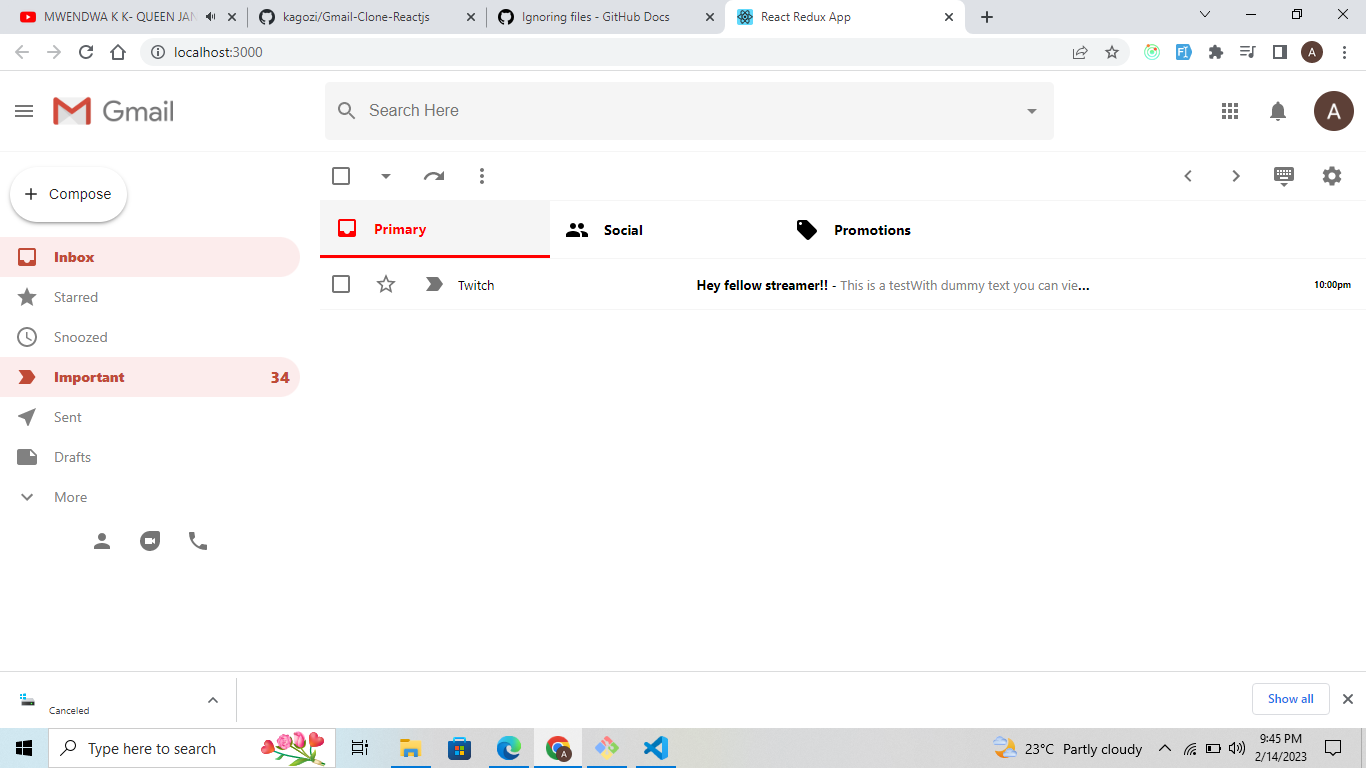 MWENDWA K K- QUEEN JAN
kagozi/Gmail-Clone-Reactjs
Ignoring files - GitHub Docs
React Redux App
localhost:3000
A
Gmail
Search Here
A
Compose
Primary
Social
Promotions
Inbox
Twitch
Hey fellow streamer!! - This is a testWith dummy text you can vie...
10:00pm
Starred
Snoozed
Important
34
Sent
Drafts
More
Canceled
Show all
Type here to search
A
23°C Partly cloudy
9:45 PM
2/14/2023